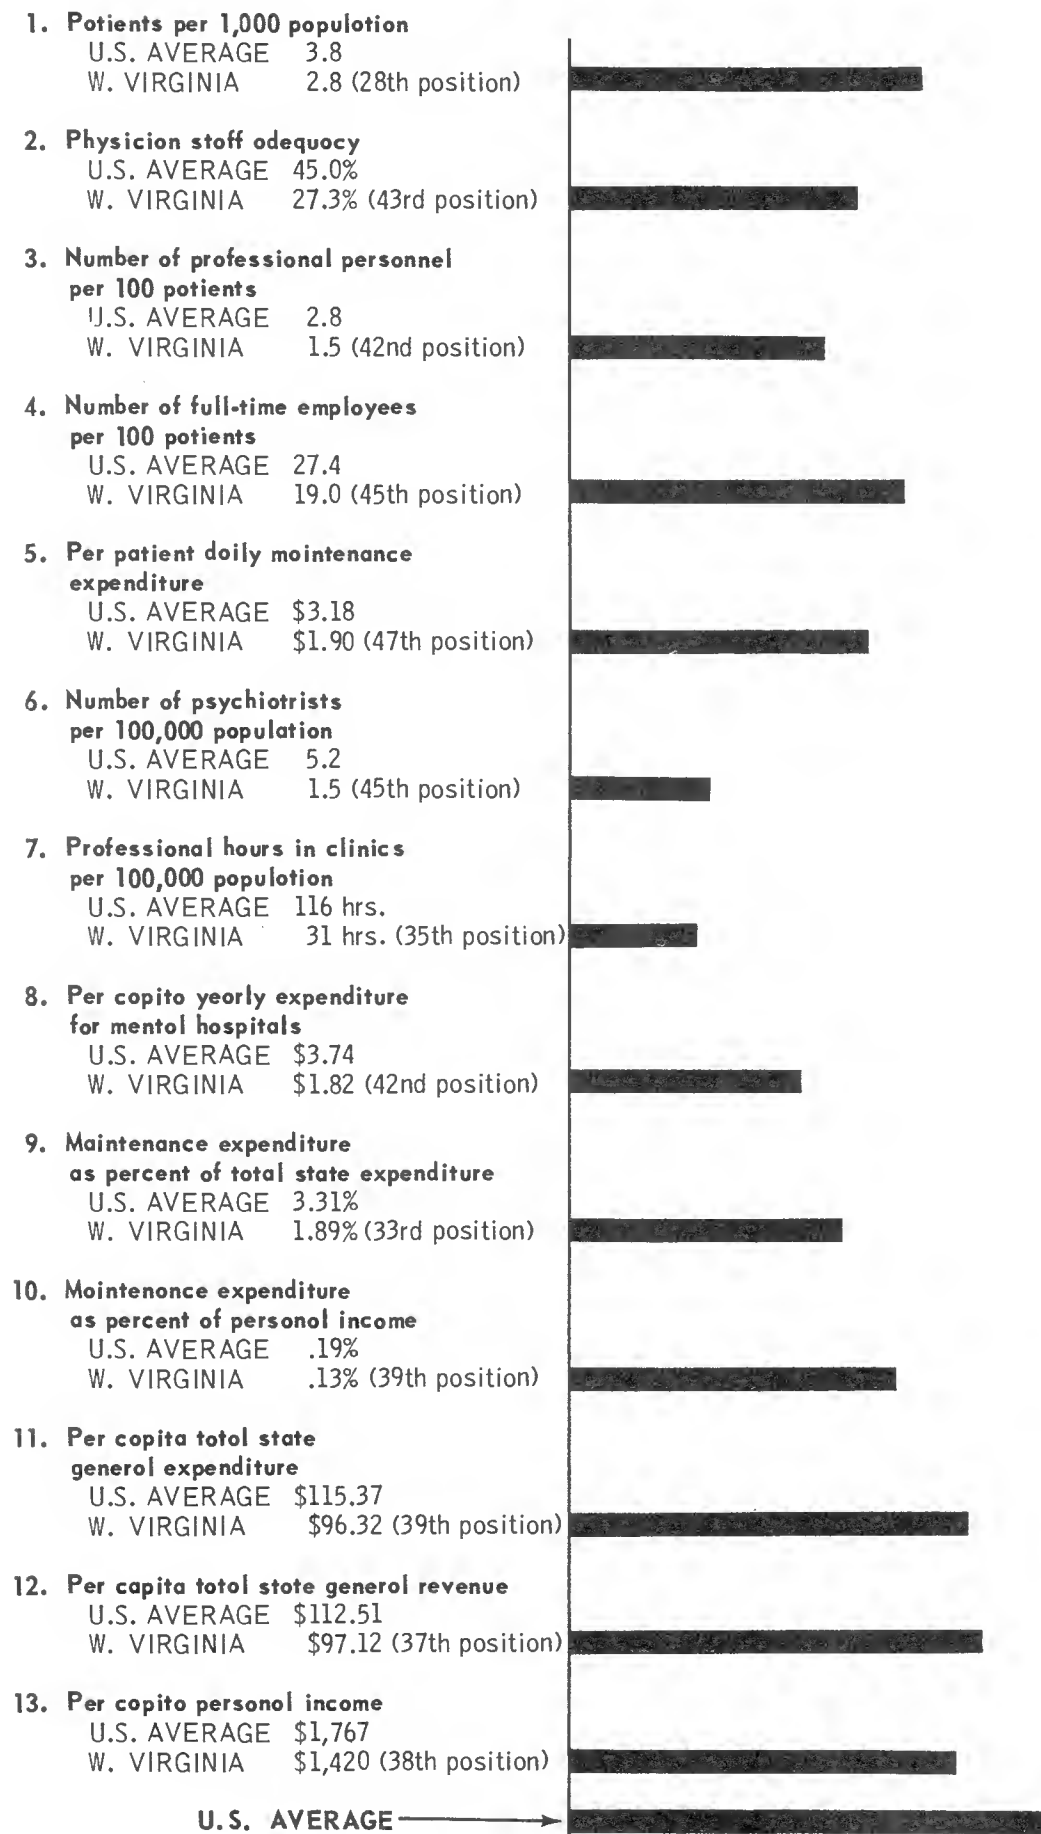 1. Potients per 1,000 populotion
U.S. AVERAGE 3.8
W. VIRGINIA 2.8 (28th position)
2. Physicion stoff odequocy
U.S. AVERAGE 45.0%
W. VIRGINIA 27.3% (43rd position)
3. Number of professional personnel
per 100 potients
U.S. AVERAGE 2.8
W. VIRGINIA 1.5 (42nd position)
4. Number of full-time employees
per 100 potients
U.S. AVERAGE 27.4
W. VIRGINIA 19.0 (45th position)
5. Per patient doily mointenance
expenditure
U.S. AVERAGE $3.18
W. VIRGINIA $1.90 (47th position)
6. Number of psychiotrists
per 100,000 population
U.S. AVERAGE 5.2
W. VIRGINIA 1.5 (45th position)
7. Professional hours in clinics
per 100,000 populotion
U.S. AVERAGE 116 hrs.
W. VIRGINIA 31 hrs. (35th position)
8. Per copito yeorly expenditure
for mentol hospitals
U.S. AVERAGE $3.74
W. VIRGINIA $1.82 (42nd position)
9. Maintenance expenditure
as percent of total state expenditure
U.S. AVERAGE 3.31%
W. VIRGINIA 1.89% (33rd position)
10. Mointenonce expenditure
os percent of personol income
U.S. AVERAGE .19%
W. VIRGINIA .13% (39th position)
11. Per copita totol state
generol expenditure
U.S. AVERAGE $115.37
W. VIRGINIA $96.32 (39th position)
12. Per capita totol stote generol revenue
U.S. AVERAGE $112.51
W. VIRGINIA $97.12 (37th position)
13. Per copito personol income
U.S. AVERAGE $1,767
W. VIRGINIA $1,420 (38th position)
U.S. AVERAGE